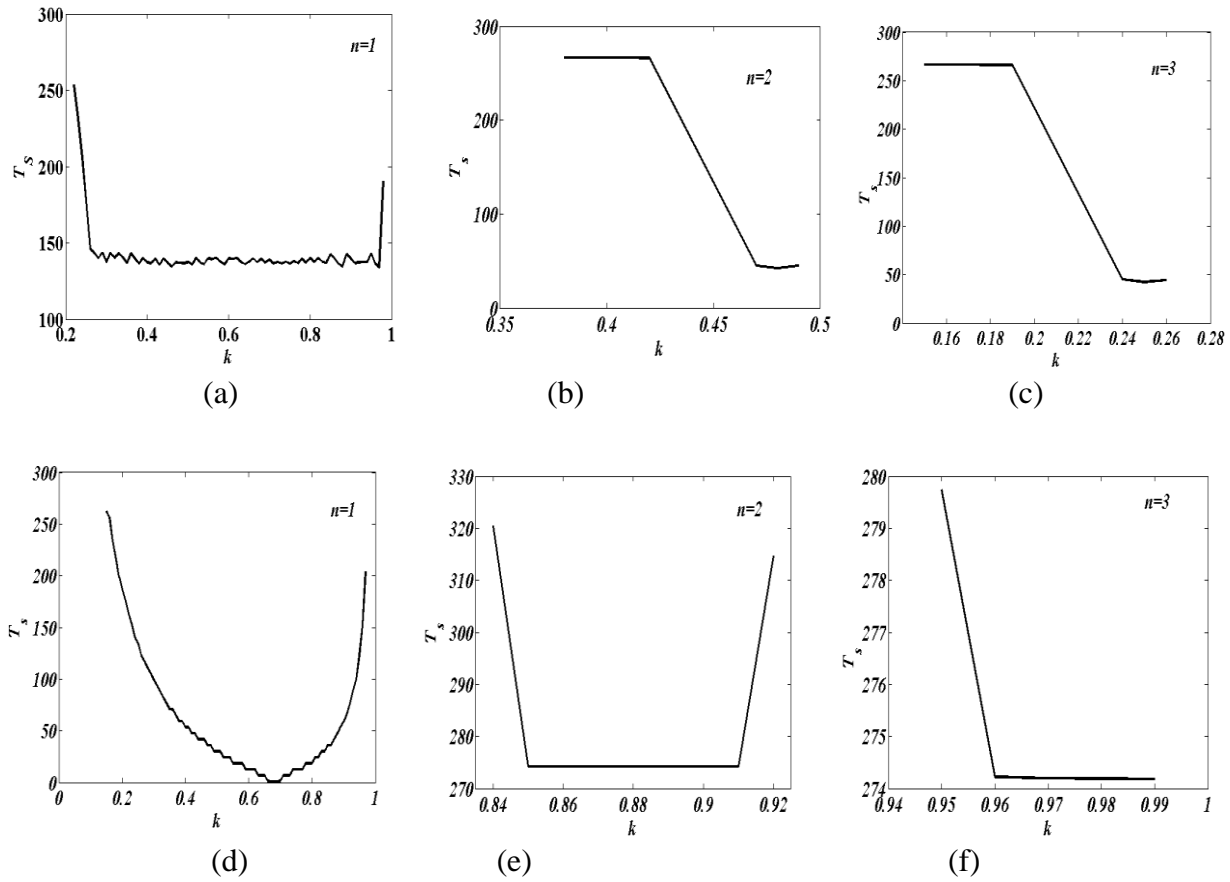 300
250
200
150
100
T_S
n=1
0.2 0.4 0.6 0.8 1
k
(a)
300
200
100
0
T_s
n=2
0.35 0.4 0.45 0.5
k
(b)
300
250
200
150
100
50
0
T_s
n=3
0.16 0.18 0.2 0.22 0.24 0.26 0.28
k
(c)
300
250
200
150
100
50
0
T_s
n=1
0 0.2 0.4 0.6 0.8 1
k
(d)
330
320
310
300
290
280
270
T_s
n=2
0.84 0.86 0.88 0.9 0.92
k
(e)
280
279
278
277
276
275
274
T_s
n=3
0.94 0.95 0.96 0.97 0.98 0.99 1
k
(f)